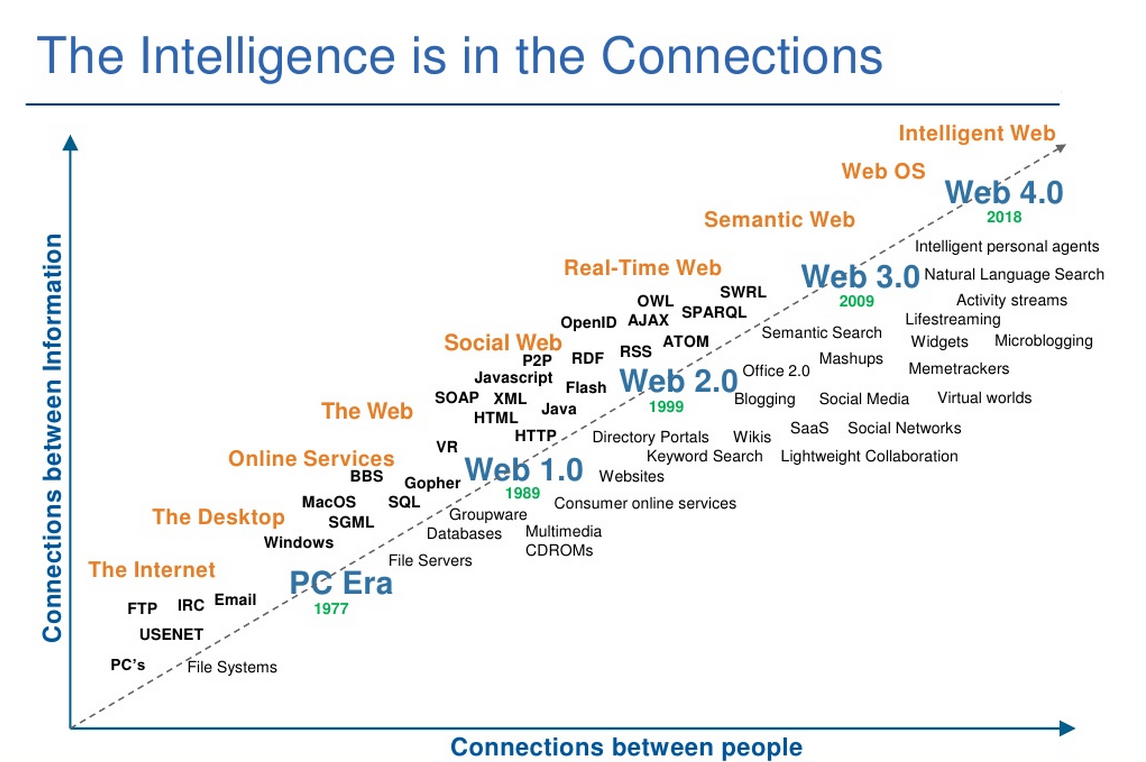 The Intelligence is in the Connections
Intelligent Web
Web OS
Web 4.0
2018
Semantic Web
Intelligent personal agents
Real-Time Web
Web 3.0
Natural Language Search
2009
SWRL
OWL
SPARQL
Activity streams
OpenID
AJAX
Lifestreaming
Social Web
ATOM
Semantic Search
Widgets
Microblogging
P2P
RDF
RSS
Mashups
Memetrackers
Javascript
Flash
Web 2.0
Office 2.0
1999
SOAP
XML
Java
Blogging
Social Media
Virtual worlds
The Web
HTML
HTTP
Directory Portals
Wikis
SaaS
Social Networks
VR
Keyword Search
Lightweight Collaboration
Online Services
Web 1.0
Websites
1989
BBS
Gopher
Consumer online services
MacOS
SQL
Groupware
The Desktop
SGML
Databases
Multimedia
CDROMs
Windows
File Servers
The Internet
PC Era
1977
FTP
IRC
Email
USENET
PC's
File Systems
Connections between Information
Connections between people